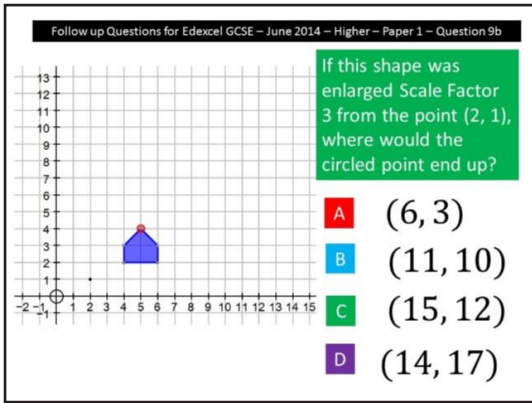 Follow up Questions for Edexcel GCSE – June 2014 – Higher – Paper 1 – Question 9b
If this shape was
enlarged Scale Factor
3 from the point (2, 1),
where would the
circled point end up?
13
12
11
10
9
8
7
6
5
4
3
2
1
−2 −1 1 2 3 4 5 6 7 8 9 10 11 12 13 14 15
−1
A (6, 3)
B (11, 10)
C (15, 12)
D (14, 17)